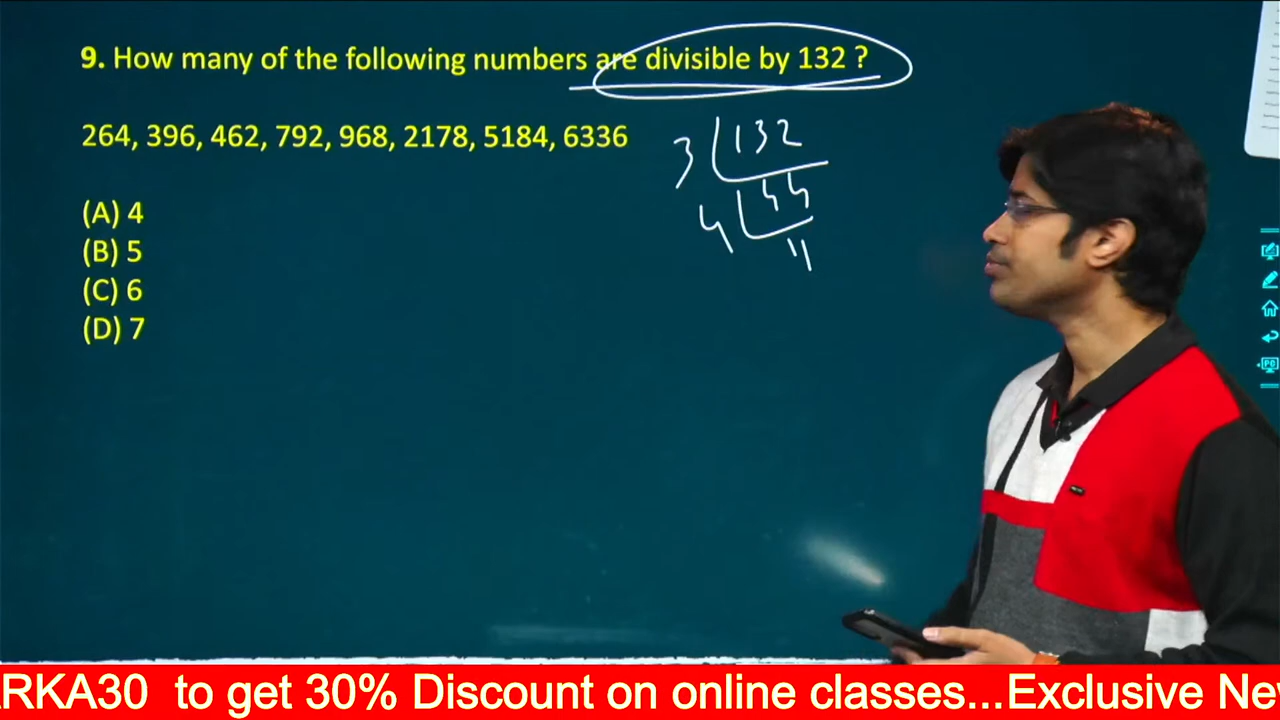 9. How many of the following numbers are divisible by 132 ?
264, 396, 462, 792, 968, 2178, 5184, 6336
3 132
4 44
11
(A) 4
(B) 5
(C) 6
(D) 7
RKA30 to get 30% Discount on online classes...Exclusive Ne